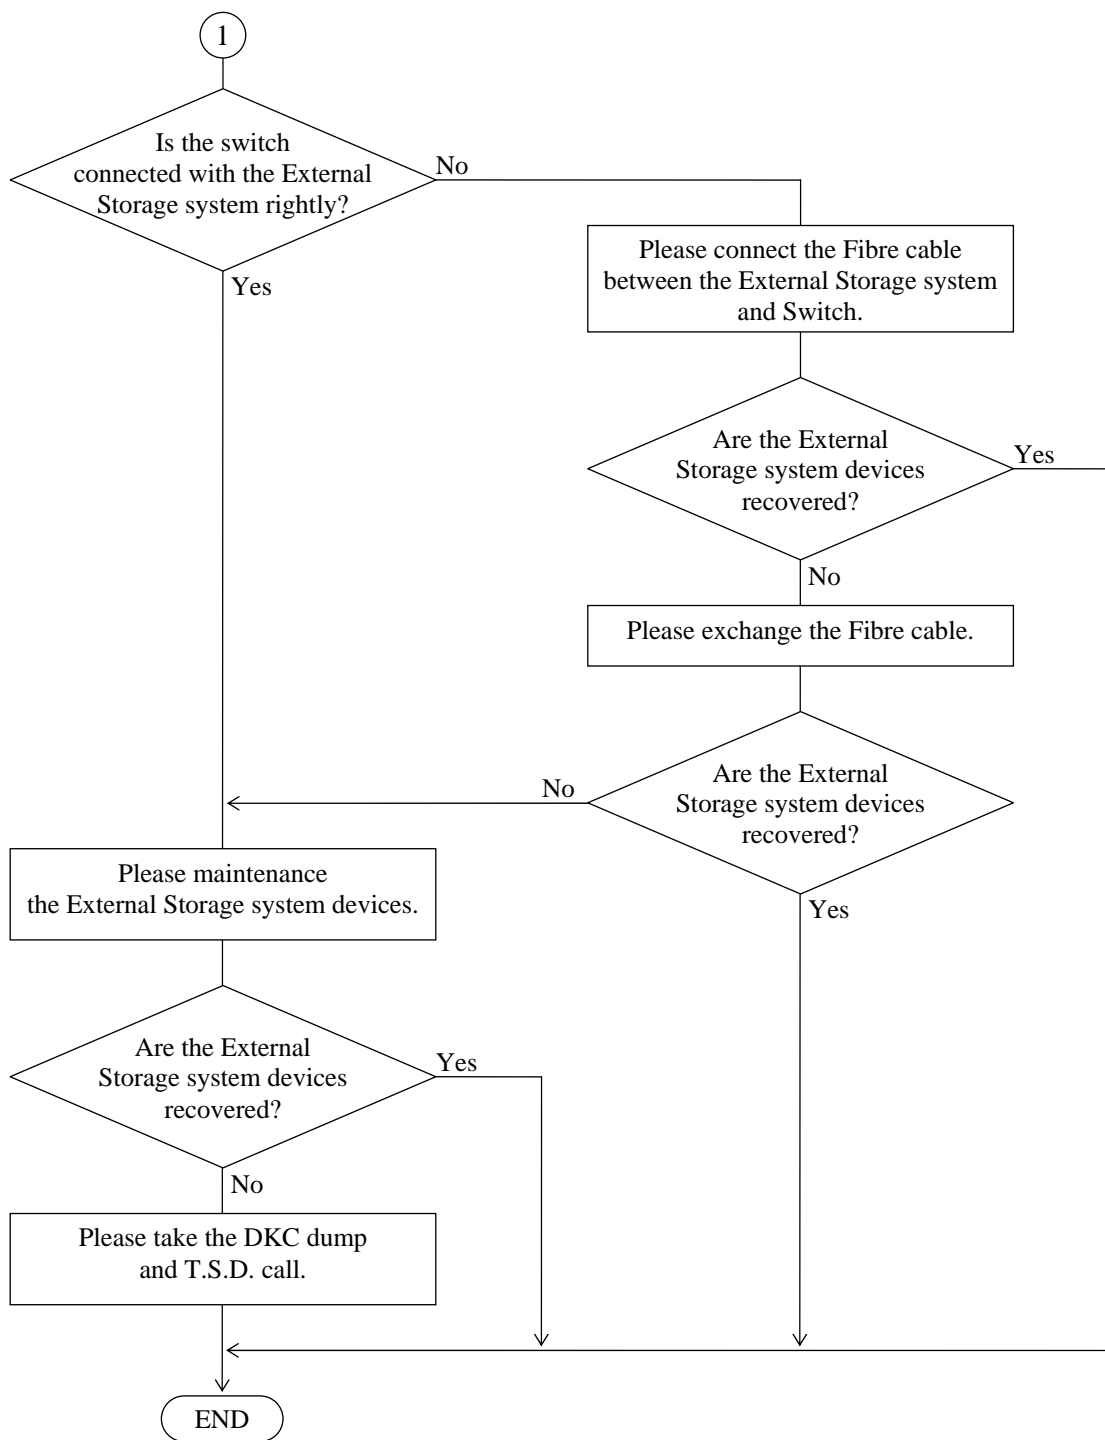 1
Is the switch
connected with the External
Storage system rightly?
No
Yes
Please connect the Fibre cable
between the External Storage system
and Switch.
Are the External
Storage system devices
recovered?
Yes
No
Please exchange the Fibre cable.
Are the External
Storage system devices
recovered?
No
Yes
Please maintenance
the External Storage system devices.
Are the External
Storage system devices
recovered?
Yes
No
Please take the DKC dump
and T.S.D. call.
END